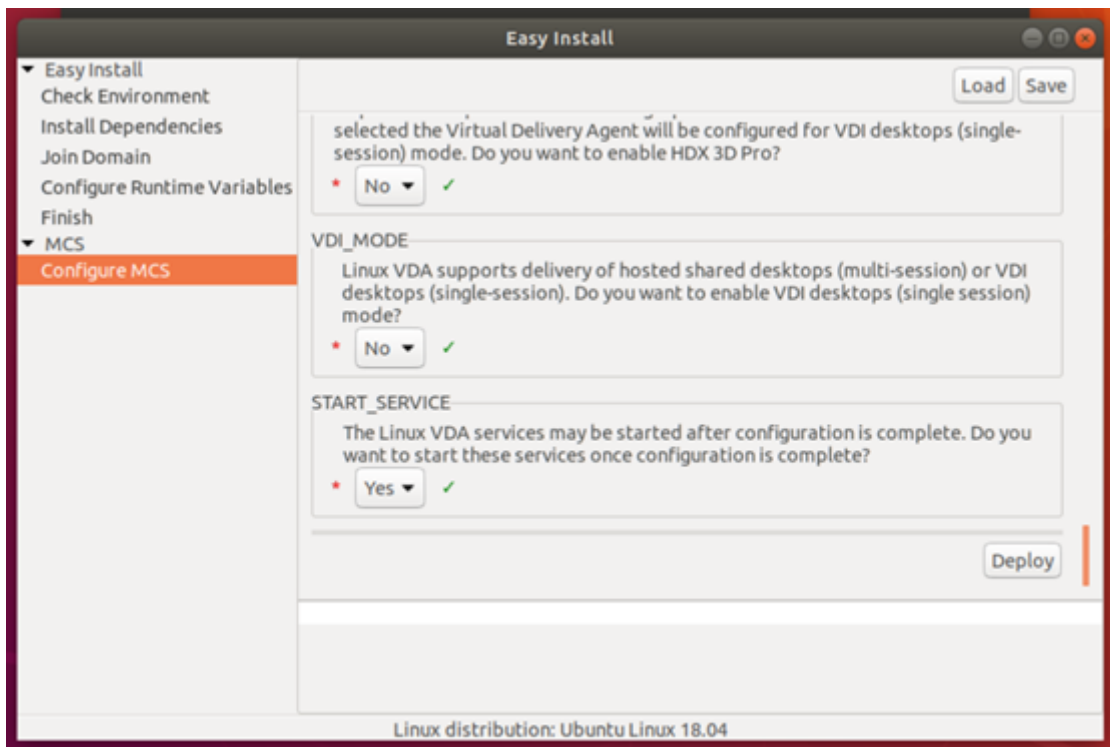 Easy Install
Easy Install
Check Environment
Install Dependencies
Join Domain
Configure Runtime Variables
Finish
MCS
Configure MCS
Load Save
selected the Virtual Delivery Agent will be configured for VDI desktops (single-
session) mode. Do you want to enable HDX 3D Pro?
* No ✓
VDI_MODE
Linux VDA supports delivery of hosted shared desktops (multi-session) or VDI
desktops (single-session). Do you want to enable VDI desktops (single session)
mode?
* No ✓
START_SERVICE
The Linux VDA services may be started after configuration is complete. Do you
want to start these services once configuration is complete?
* Yes ✓
Deploy
Linux distribution: Ubuntu Linux 18.04